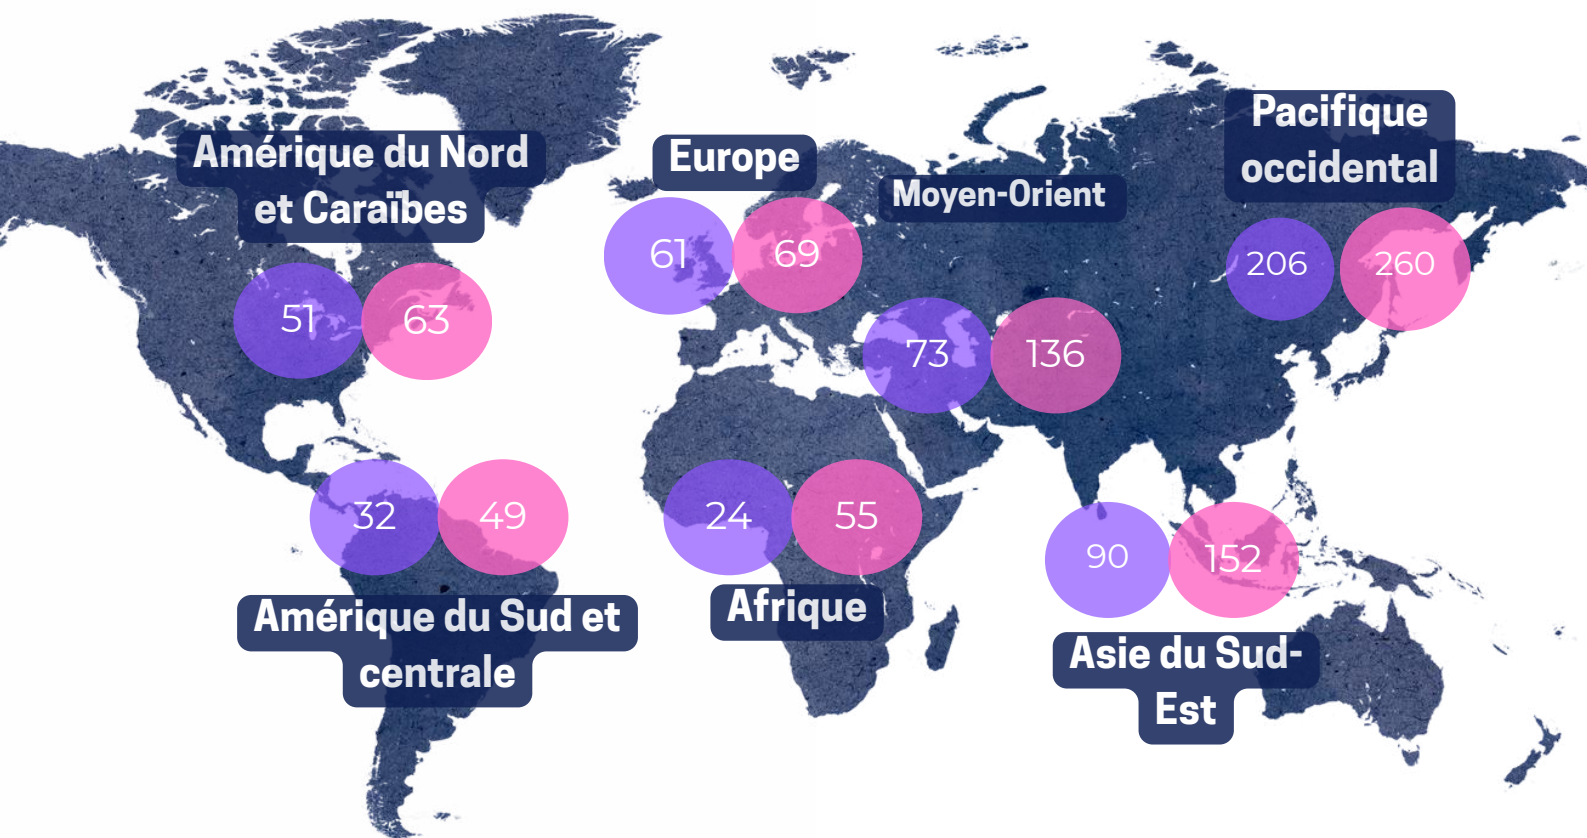 Amérique du Nord
et Caraïbes
51
63
Europe
61
69
Moyen-Orient
73
136
Pacifique
occidental
206
260
32
49
Amérique du Sud et
centrale
24
55
Afrique
90
152
Asie du Sud-
Est